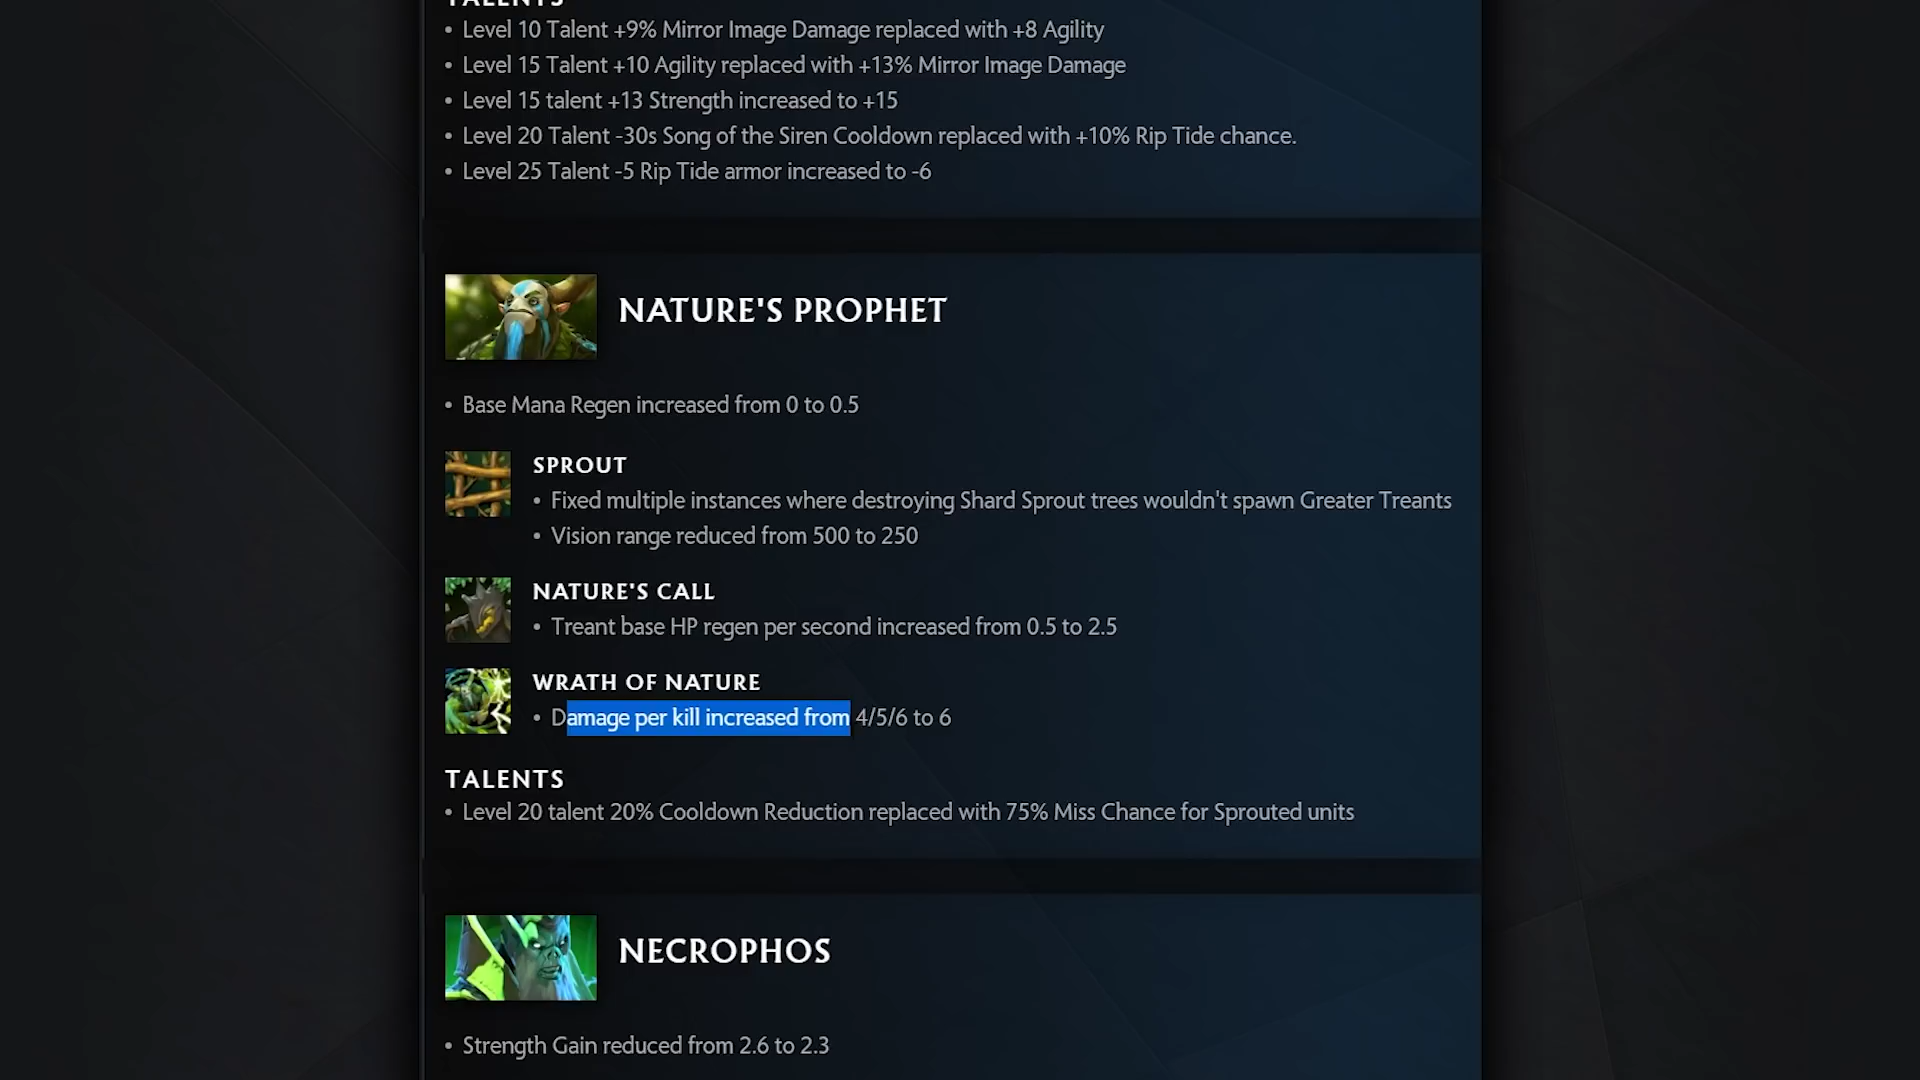 TALENTS
• Level 10 Talent +9% Mirror Image Damage replaced with +8 Agility
• Level 15 Talent +10 Agility replaced with +13% Mirror Image Damage
• Level 15 talent +13 Strength increased to +15
• Level 20 Talent -30s Song of the Siren Cooldown replaced with +10% Rip Tide chance.
• Level 25 Talent -5 Rip Tide armor increased to -6
NATURE'S PROPHET
• Base Mana Regen increased from 0 to 0.5
SPROUT
• Fixed multiple instances where destroying Shard Sprout trees wouldn't spawn Greater Treants
• Vision range reduced from 500 to 250
NATURE'S CALL
• Treant base HP regen per second increased from 0.5 to 2.5
WRATH OF NATURE
• Damage per kill increased from 4/5/6 to 6
TALENTS
• Level 20 talent 20% Cooldown Reduction replaced with 75% Miss Chance for Sprouted units
NECROPHOS
• Strength Gain reduced from 2.6 to 2.3